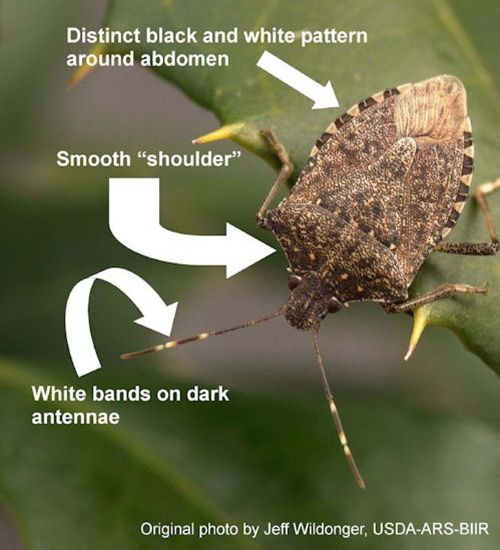 Distinct black and white pattern
around abdomen
Smooth “shoulder”
White bands on dark
antennae
Original photo by Jeff Wildonger, USDA-ARS-BIIR